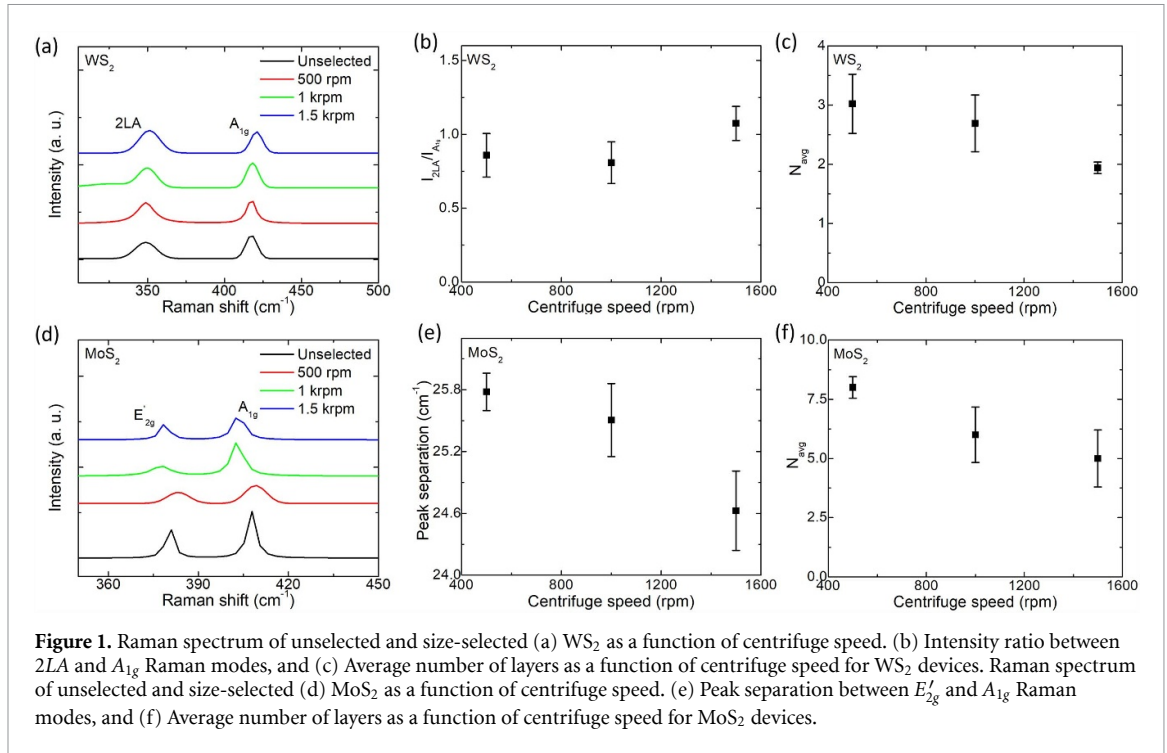 (a)
WS₂
Unselected
500 rpm
1 krpm
1.5 krpm
2LA
A₁g
Intensity (a. u.)
350 400 450 500
Raman shift (cm⁻¹)
(b)
WS₂
1.5
1.0
0.5
0.0
I₂LA/I_A₁g
400 800 1200 1600
Centrifuge speed (rpm)
(c)
WS₂
4
3
2
1
0
N_avg
400 800 1200 1600
Centrifuge speed (rpm)
(d)
MoS₂
Unselected
500 rpm
1 krpm
1.5 krpm
E'₂g
A₁g
Intensity (a. u.)
360 390 420 450
Raman shift (cm⁻¹)
(e)
MoS₂
25.8
25.2
24.6
24.0
Peak separation (cm⁻¹)
400 800 1200 1600
Centrifuge speed (rpm)
(f)
MoS₂
10.0
7.5
5.0
2.5
0.0
N_avg
400 800 1200 1600
Centrifuge speed (rpm)
Figure 1. Raman spectrum of unselected and size-selected (a) WS₂ as a function of centrifuge speed. (b) Intensity ratio between
2LA and A₁g Raman modes, and (c) Average number of layers as a function of centrifuge speed for WS₂ devices. Raman spectrum
of unselected and size-selected (d) MoS₂ as a function of centrifuge speed. (e) Peak separation between E′₂g and A₁g Raman
modes, and (f) Average number of layers as a function of centrifuge speed for MoS₂ devices.